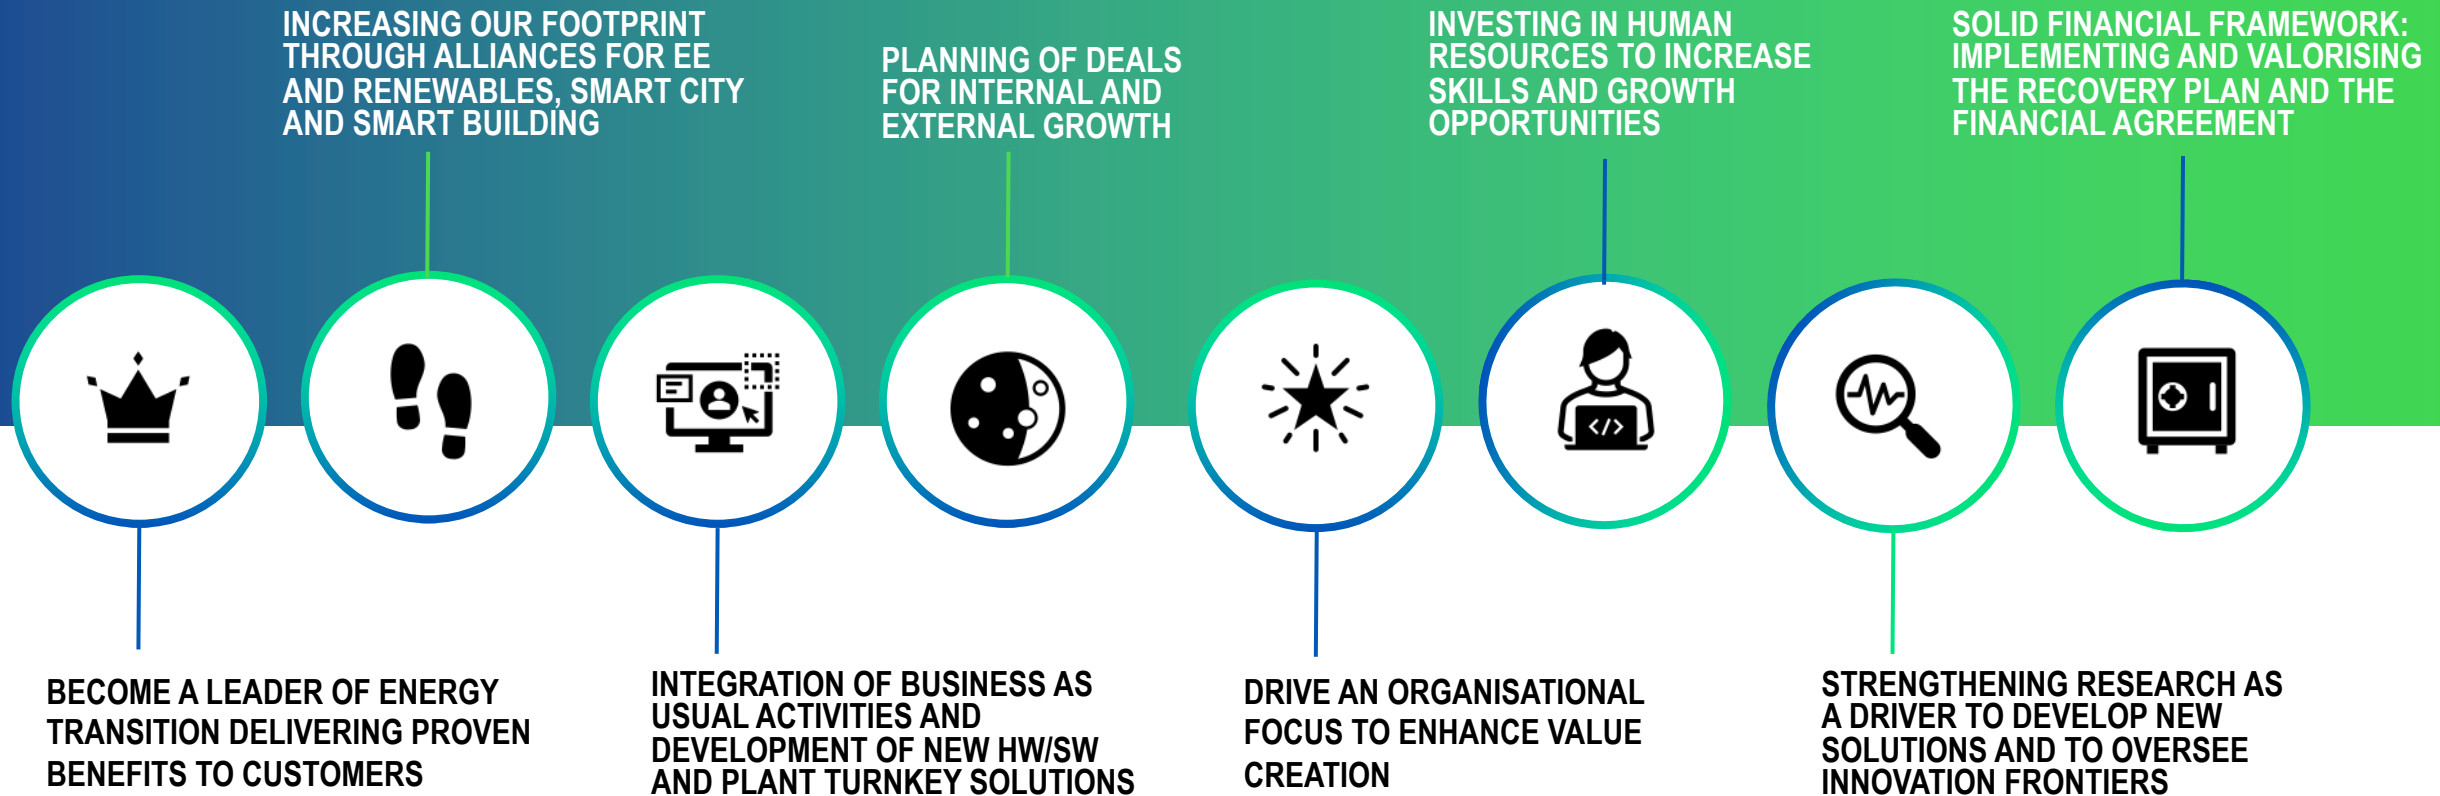 INCREASING OUR FOOTPRINT
THROUGH ALLIANCES FOR EE
AND RENEWABLES, SMART CITY
AND SMART BUILDING
PLANNING OF DEALS
FOR INTERNAL AND
EXTERNAL GROWTH
INVESTING IN HUMAN
RESOURCES TO INCREASE
SKILLS AND GROWTH
OPPORTUNITIES
SOLID FINANCIAL FRAMEWORK:
IMPLEMENTING AND VALORISING
THE RECOVERY PLAN AND THE
FINANCIAL AGREEMENT
</>
BECOME A LEADER OF ENERGY
TRANSITION DELIVERING PROVEN
BENEFITS TO CUSTOMERS
INTEGRATION OF BUSINESS AS
USUAL ACTIVITIES AND
DEVELOPMENT OF NEW HW/SW
AND PLANT TURNKEY SOLUTIONS
DRIVE AN ORGANISATIONAL
FOCUS TO ENHANCE VALUE
CREATION
STRENGTHENING RESEARCH AS
A DRIVER TO DEVELOP NEW
SOLUTIONS AND TO OVERSEE
INNOVATION FRONTIERS